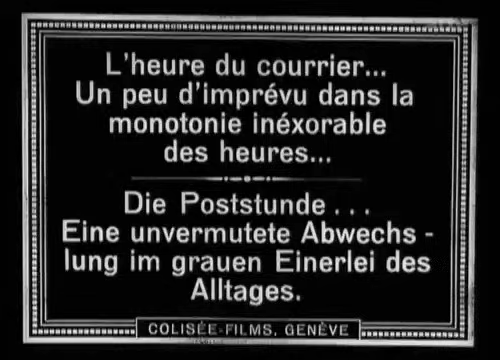 L'heure du courrier...
Un peu d'imprévu dans la
monotonie inéxorable
des heures...
Die Poststunde...
Eine unvermutete Abwechs-
lung im grauen Einerlei des
Alltages.
COLISÉE-FILMS, GENÈVE